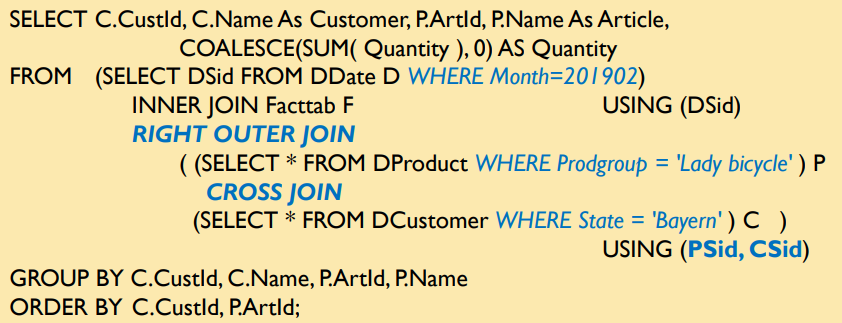 SELECT C.CustId, C.Name As Customer, P.ArtId, P.Name As Article,
COALESCE(SUM( Quantity ), 0) AS Quantity
FROM (SELECT DSid FROM DDate D WHERE Month=201902)
INNER JOIN Facttab F USING (DSid)
RIGHT OUTER JOIN
( (SELECT * FROM DProduct WHERE Prodgroup = 'Lady bicycle' ) P
CROSS JOIN
(SELECT * FROM DCustomer WHERE State = 'Bayern' ) C )
USING (PSid, CSid)
GROUP BY C.CustId, C.Name, P.ArtId, P.Name
ORDER BY C.CustId, P.ArtId;